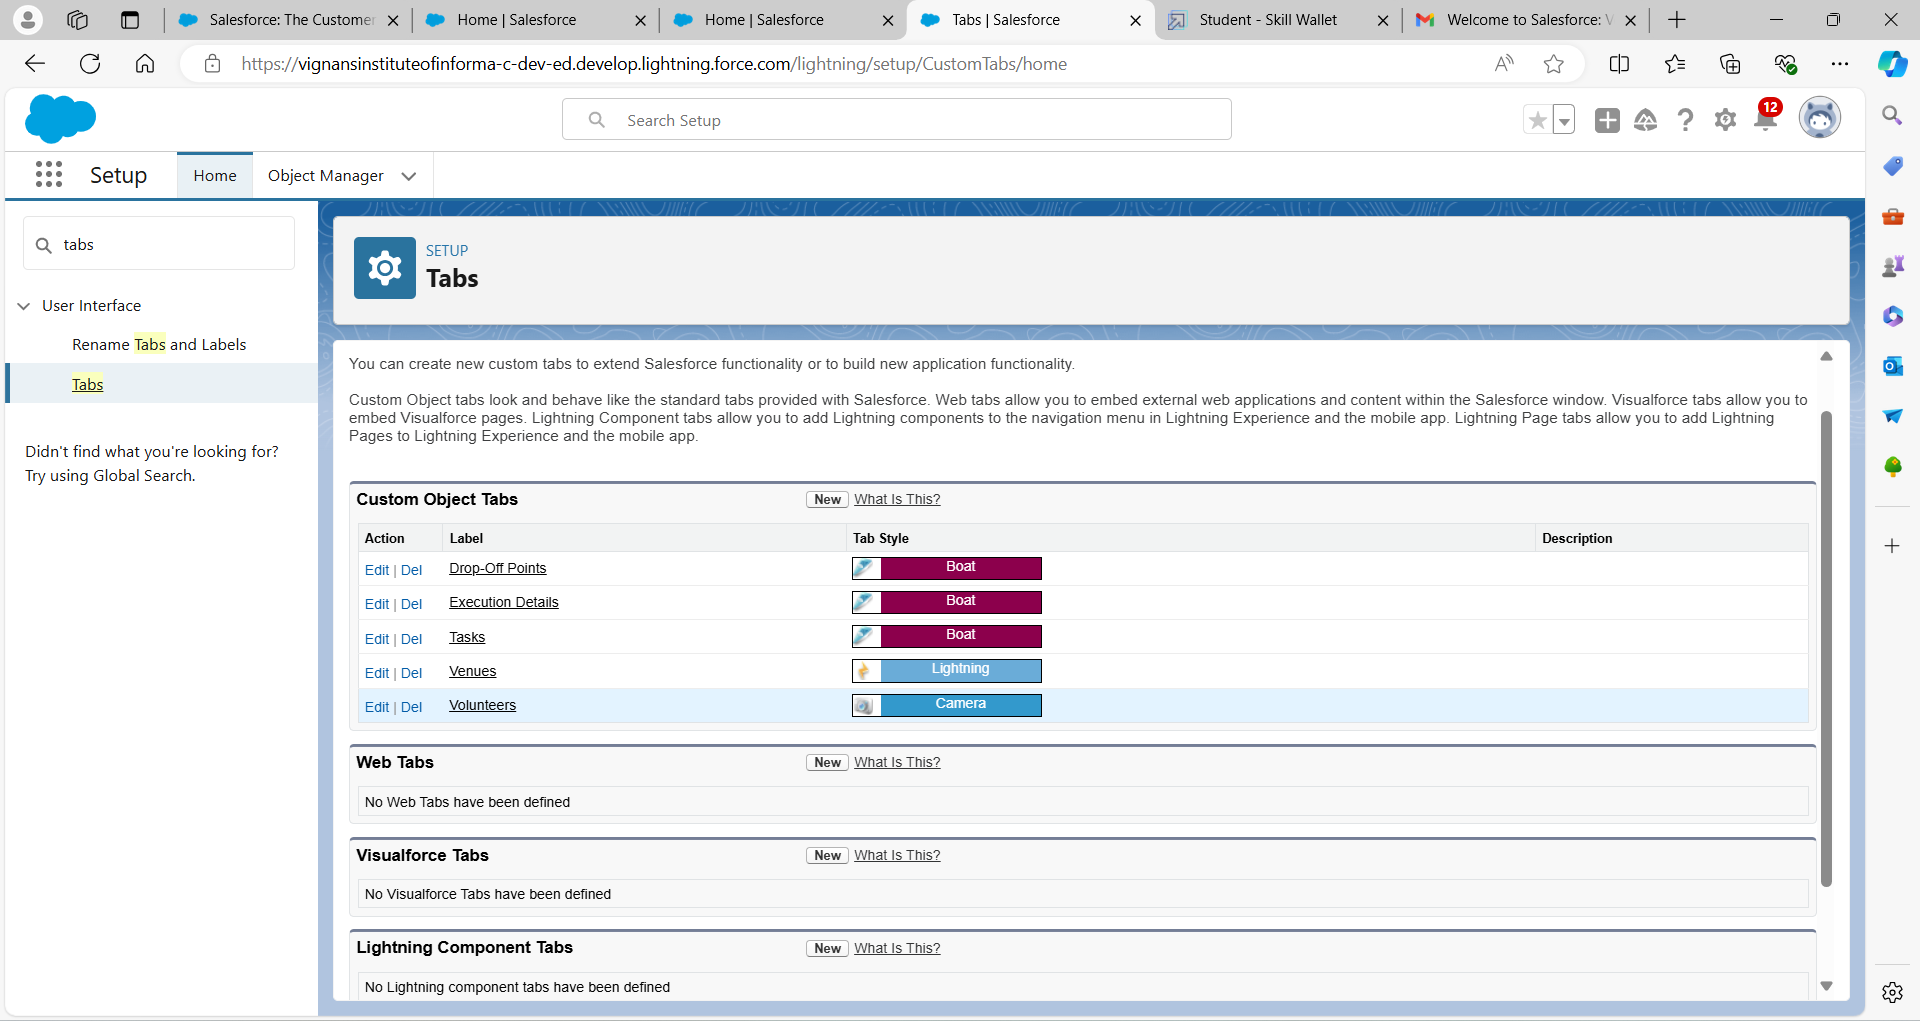 Salesforce: The Customer
Home | Salesforce
Home | Salesforce
Tabs | Salesforce
Student - Skill Wallet
Welcome to Salesforce: V
https://vignansinstituteofinforma-c-dev-ed.develop.lightning.force.com/lightning/setup/CustomTabs/home
Search Setup
12
Setup
Home
Object Manager
tabs
User Interface
Rename Tabs and Labels
Tabs
Didn't find what you're looking for?
Try using Global Search.
SETUP
Tabs
You can create new custom tabs to extend Salesforce functionality or to build new application functionality.
Custom Object tabs look and behave like the standard tabs provided with Salesforce. Web tabs allow you to embed external web applications and content within the Salesforce window. Visualforce tabs allow you to
embed Visualforce pages. Lightning Component tabs allow you to add Lightning components to the navigation menu in Lightning Experience and the mobile app. Lightning Page tabs allow you to add Lightning
Pages to Lightning Experience and the mobile app.
Custom Object Tabs New What Is This?
Action Label Tab Style Description
Edit | Del Drop-Off Points Boat
Edit | Del Execution Details Boat
Edit | Del Tasks Boat
Edit | Del Venues Lightning
Edit | Del Volunteers Camera
Web Tabs New What Is This?
No Web Tabs have been defined
Visualforce Tabs New What Is This?
No Visualforce Tabs have been defined
Lightning Component Tabs New What Is This?
No Lightning component tabs have been defined